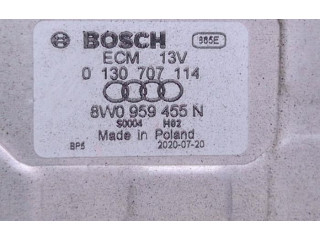 BOSCH 985E
ECM 13V
0 130 707 114
8W0 959 455 N
S0004 H02
Made in Poland
BP5 2020-07-20